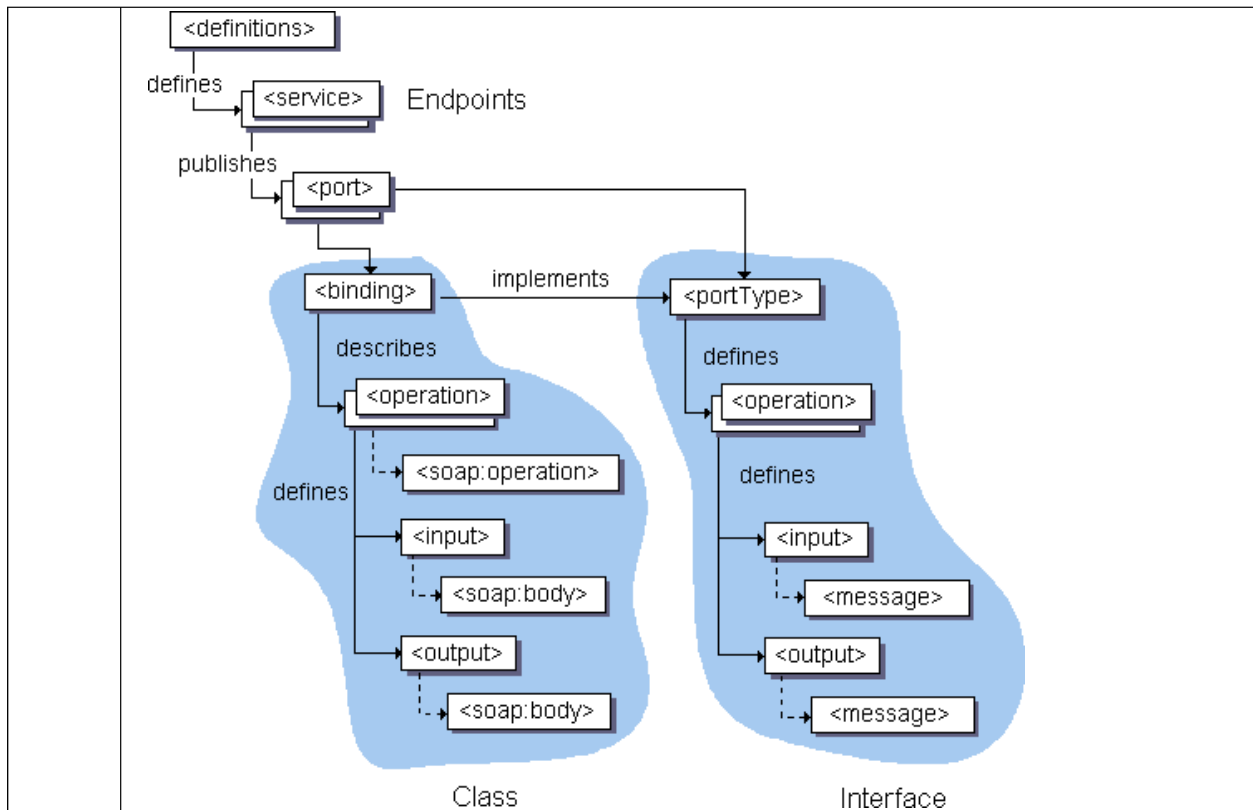 <definitions>
defines
<service> Endpoints
publishes
<port>
<binding> implements <portType>
describes defines
<operation> <operation>
<soap:operation>
defines defines
<input> <input>
<soap:body> <message>
<output> <output>
<soap:body> <message>
Class Interface